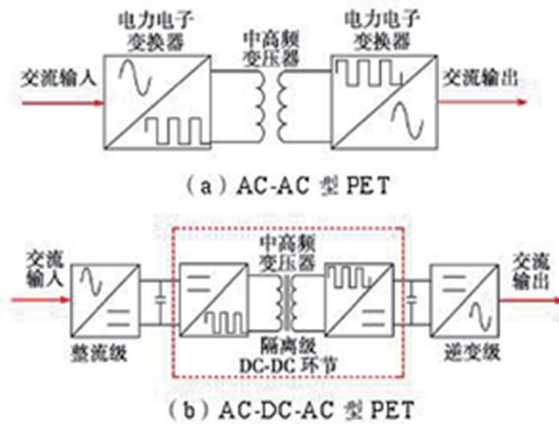 电力电子
变换器
中高频
变压器
电力电子
变换器
交流输入
交流输出
(a) AC-AC 型 PET
交流
输入
中高频
变压器
交流
输出
整流级
隔离级
DC-DC 环节
逆变级
(b) AC-DC-AC 型 PET